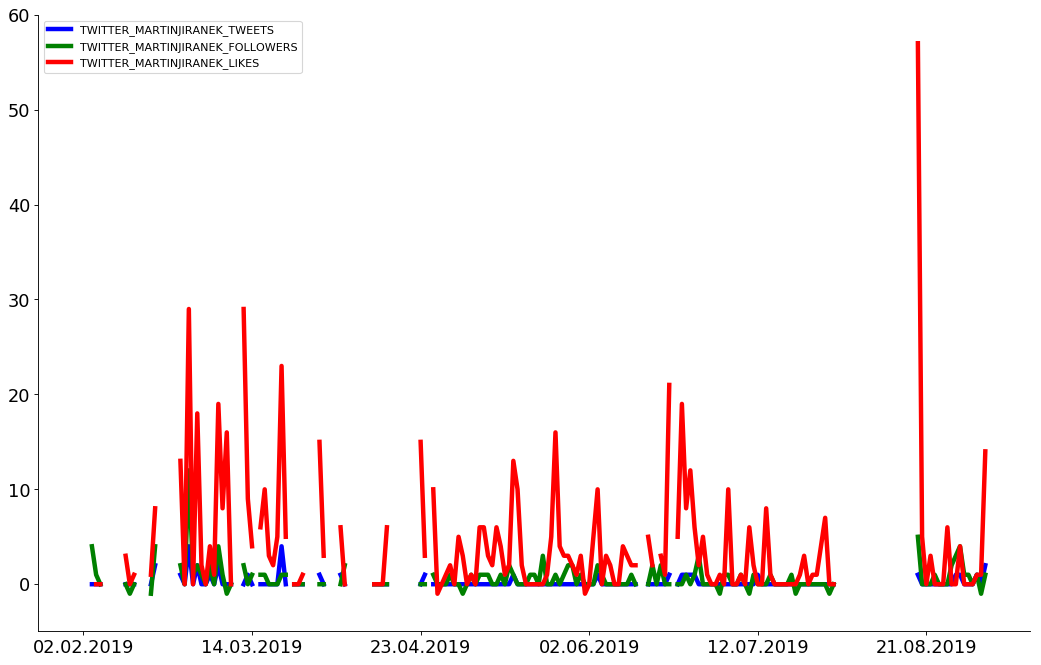 60
50
40
30
20
10
0
TWITTER_MARTINJIRANEK_TWEETS
TWITTER_MARTINJIRANEK_FOLLOWERS
TWITTER_MARTINJIRANEK_LIKES
02.02.2019 14.03.2019 23.04.2019 02.06.2019 12.07.2019 21.08.2019